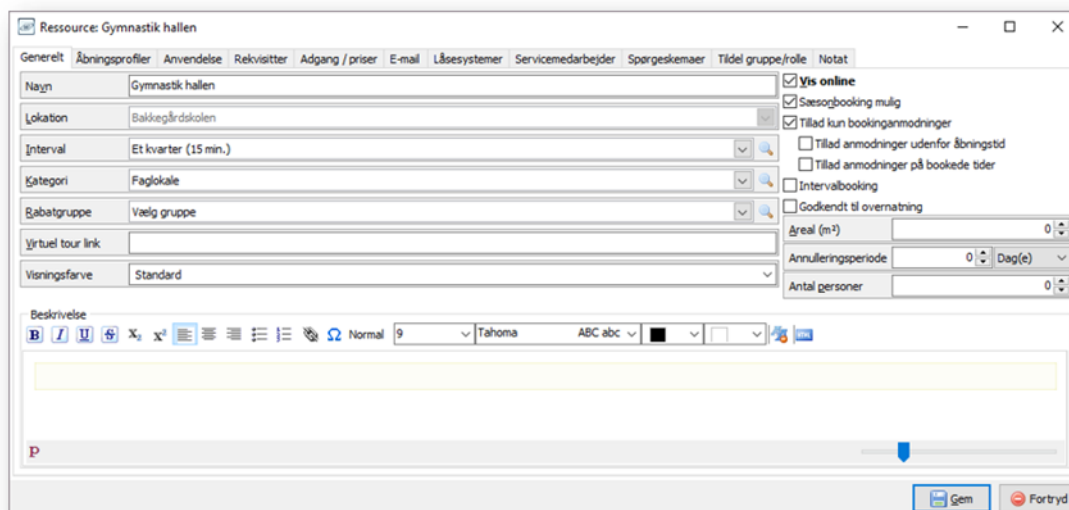 Ressource: Gymnastik hallen
Generelt Åbningsprofiler Anvendelse Rekvisitter Adgang / priser E-mail Låsesystemer Servicemedarbejder Spørgeskemaer Tildel gruppe/rolle Notat
Navn Gymnastik hallen
Lokation Bakkegårdskolen
Interval Et kvarter (15 min.)
Kategori Faglokale
Rabatgruppe Vælg gruppe
Virtuel tour link
Visningsfarve Standard
Vis online
Sæsonbooking mulig
Tillad kun bookinganmodninger
Tillad anmodninger udenfor åbningstid
Tillad anmodninger på bookede tider
Intervalbooking
Godkendt til overnatning
Areal (m²) 0
Annulleringsperiode 0 Dag(e)
Antal personer 0
Beskrivelse
B I U S X₂ x² Ω Normal 9 Tahoma ABC abc
P
Gem Fortryd